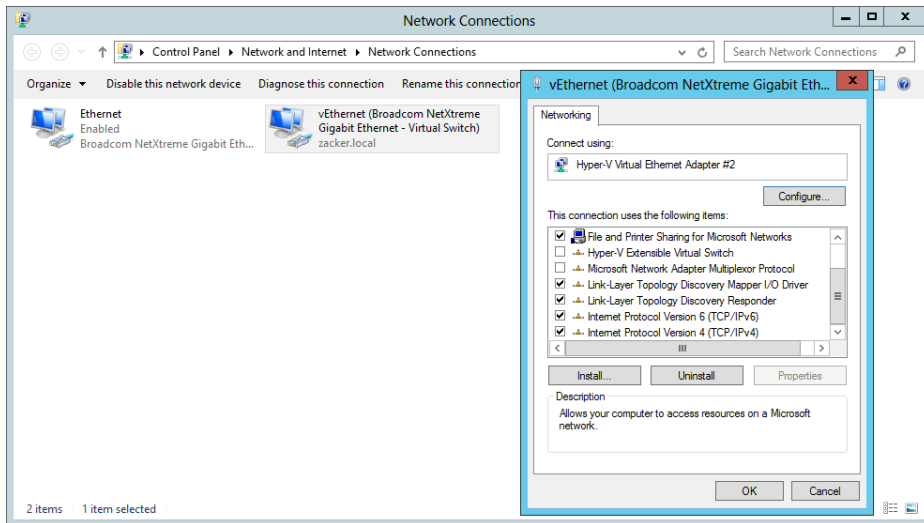 Network Connections
Control Panel Network and Internet Network Connections
Search Network Connections
Organize Disable this network device Diagnose this connection Rename this connection
Ethernet
Enabled
Broadcom NetXtreme Gigabit Eth...
vEthernet (Broadcom NetXtreme
Gigabit Ethernet - Virtual Switch)
zacker.local
vEthernet (Broadcom NetXtreme Gigabit Eth...
Networking
Connect using:
Hyper-V Virtual Ethernet Adapter #2
Configure...
This connection uses the following items:
File and Printer Sharing for Microsoft Networks
Hyper-V Extensible Virtual Switch
Microsoft Network Adapter Multiplexor Protocol
Link-Layer Topology Discovery Mapper I/O Driver
Link-Layer Topology Discovery Responder
Internet Protocol Version 6 (TCP/IPv6)
Internet Protocol Version 4 (TCP/IPv4)
Install... Uninstall Properties
Description
Allows your computer to access resources on a Microsoft
network.
OK Cancel
2 items 1 item selected